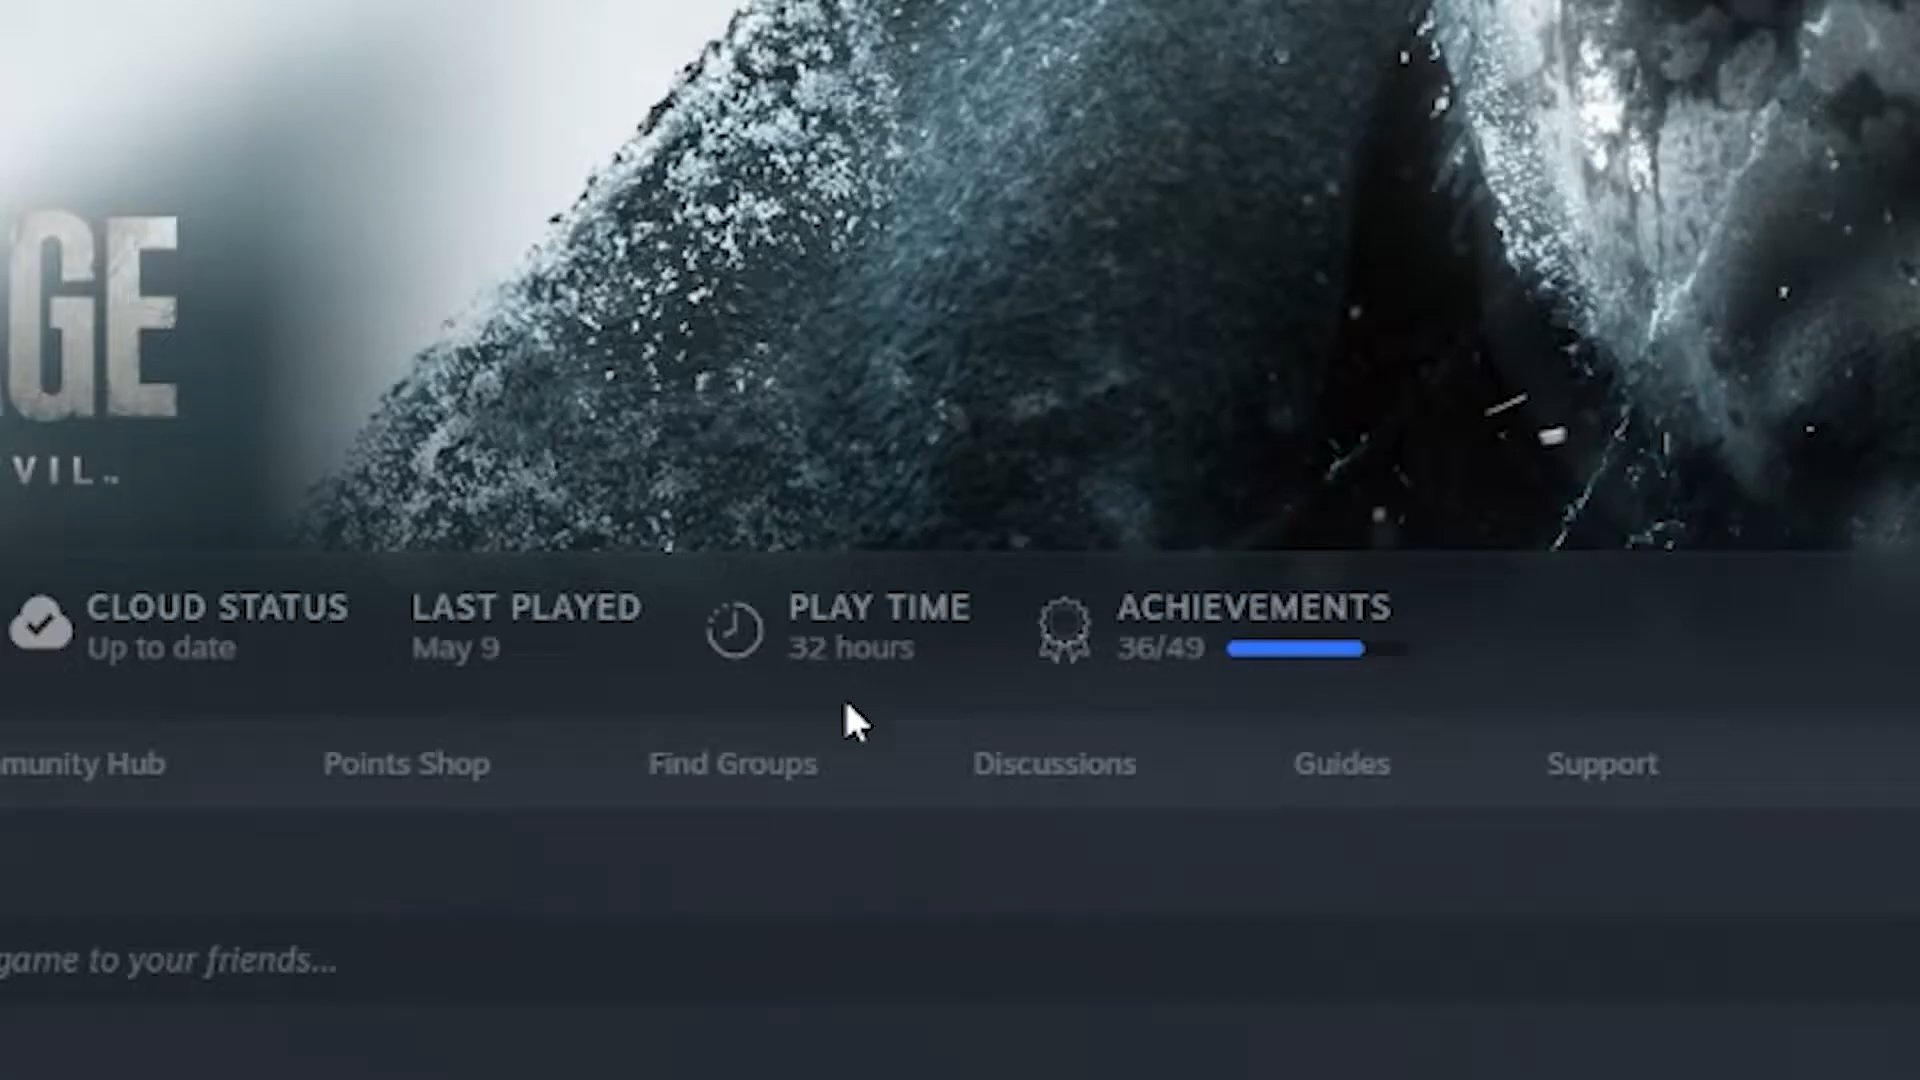 GE
VIL™
CLOUD STATUS
Up to date
LAST PLAYED
May 9
PLAY TIME
32 hours
ACHIEVEMENTS
36/49
munity Hub
Points Shop
Find Groups
Discussions
Guides
Support
game to your friends...